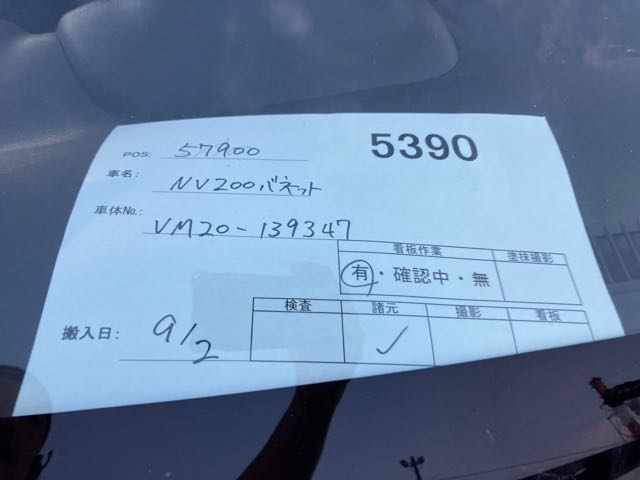 5390
POS: 57900
車名: NV200バネット
車体No.: VM20-139347
看板作業 塗抹撮影
有・確認中・無
検査 諸元 撮影 看板
搬入日: 9/2 ✓